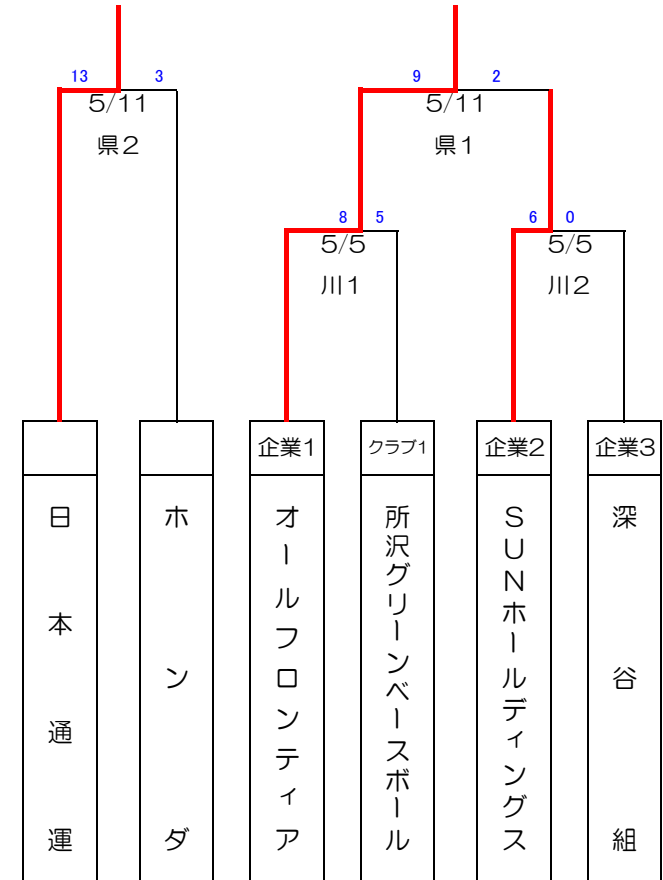 13 3
9 2
5/11
5/11
県2
県1
8 5
6 0
5/5
5/5
川1
川2
企業1
クラブ1
企業2
企業3
日本通運
ホンダ
オールフロンティア
所沢グリーンベースボール
SUNホールディングス
深谷組